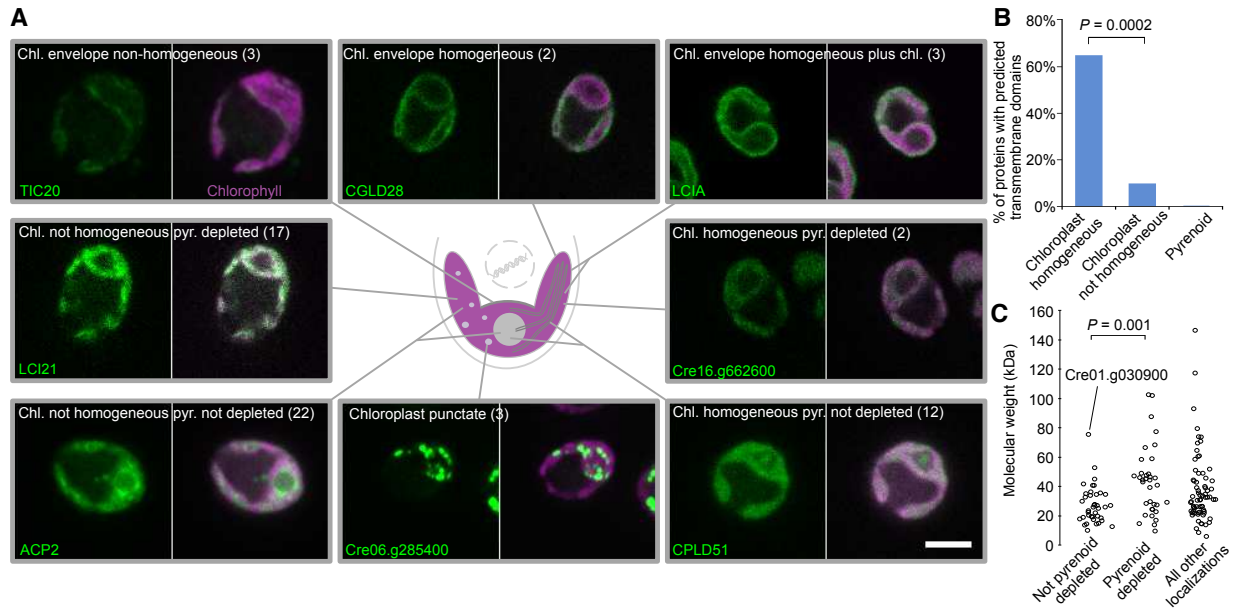 A
Chl. envelope non-homogeneous (3)
TIC20
Chlorophyll
Chl. envelope homogeneous (2)
CGLD28
Chl. envelope homogeneous plus chl. (3)
LCIA
Chl. not homogeneous pyr. depleted (17)
LCI21
Chl. homogeneous pyr. depleted (2)
Cre16.g662600
Chl. not homogeneous pyr. not depleted (22)
ACP2
Chloroplast punctate (3)
Cre06.g285400
Chl. homogeneous pyr. not depleted (12)
CPLD51
B
% of proteins with predicted
transmembrane domains
80%
60%
40%
20%
0%
P = 0.0002
Chloroplast
homogeneous
Chloroplast
not homogeneous
Pyrenoid
C
Molecular weight (kDa)
160
140
120
100
80
60
40
20
0
P = 0.001
Cre01.g030900
Not pyrenoid
depleted
Pyrenoid
depleted
All other
localizations